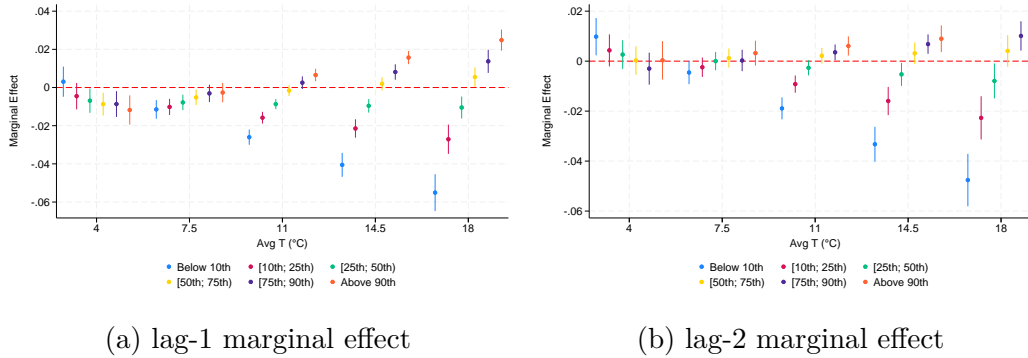 .04
.02
0
-.02
-.04
-.06
Marginal Effect
4 7.5 11 14.5 18
Avg T (°C)
Below 10th [10th; 25th) [25th; 50th)
[50th; 75th) [75th; 90th) Above 90th
(a) lag-1 marginal effect
.02
0
-.02
-.04
-.06
Marginal Effect
4 7.5 11 14.5 18
Avg T (°C)
Below 10th [10th; 25th) [25th; 50th)
[50th; 75th) [75th; 90th) Above 90th
(b) lag-2 marginal effect